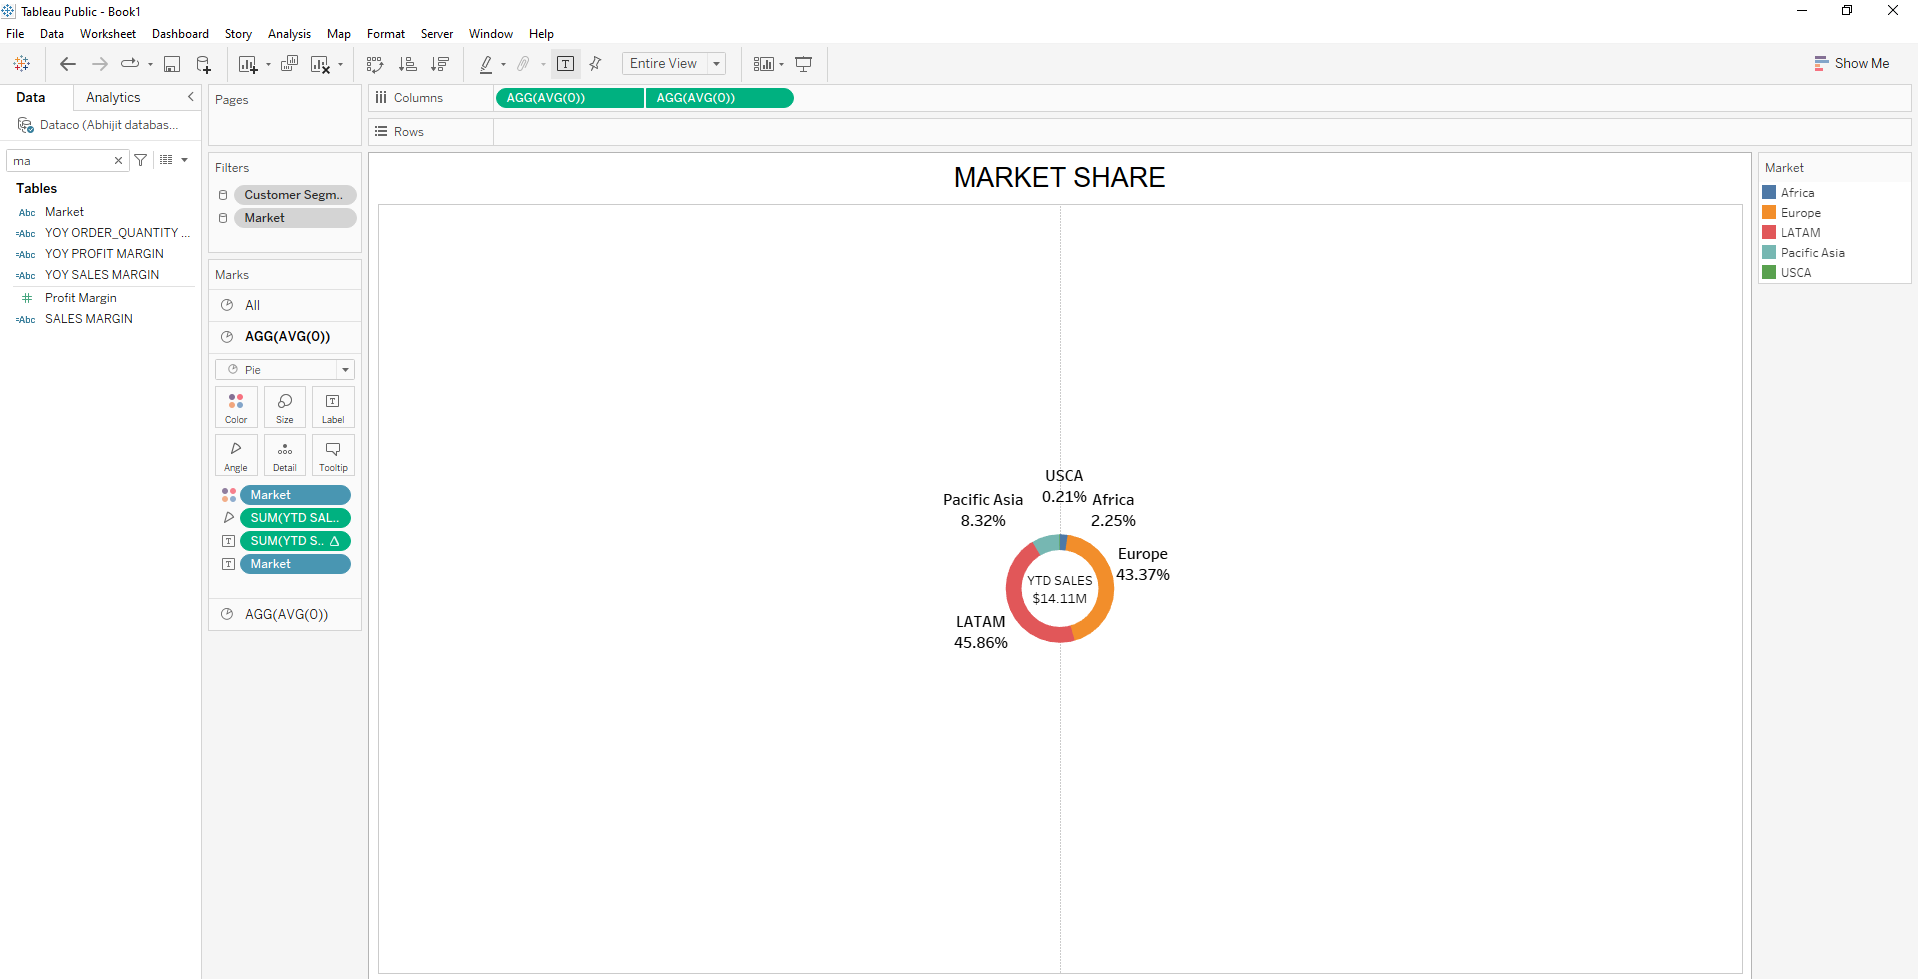 Tableau Public - Book1
File Data Worksheet Dashboard Story Analysis Map Format Server Window Help
Entire View
Show Me
Data Analytics
Dataco (Abhijit databas...
ma
Tables
Abc Market
=Abc YOY ORDER_QUANTITY ...
=Abc YOY PROFIT MARGIN
=Abc YOY SALES MARGIN
# Profit Margin
=Abc SALES MARGIN
Pages
Filters
Customer Segm..
Market
Marks
All
AGG(AVG(0))
Pie
Color Size Label
Angle Detail Tooltip
Market
SUM(YTD SAL..
SUM(YTD S.. △
Market
AGG(AVG(0))
Columns AGG(AVG(0)) AGG(AVG(0))
Rows
MARKET SHARE
USCA
0.21%
Pacific Asia
8.32%
Africa
2.25%
Europe
43.37%
YTD SALES
$14.11M
LATAM
45.86%
Market
Africa
Europe
LATAM
Pacific Asia
USCA